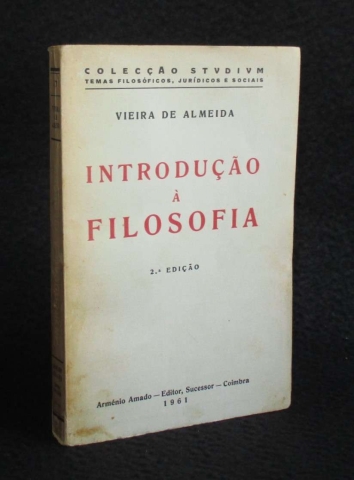 COLECÇÃO STVDIVM
TEMAS FILOSÓFICOS, JURÍDICOS E SOCIAIS
VIEIRA DE ALMEIDA
INTRODUÇÃO
À
FILOSOFIA
2.ª EDIÇÃO
Arménio Amado — Editor, Sucessor — Coimbra
1961